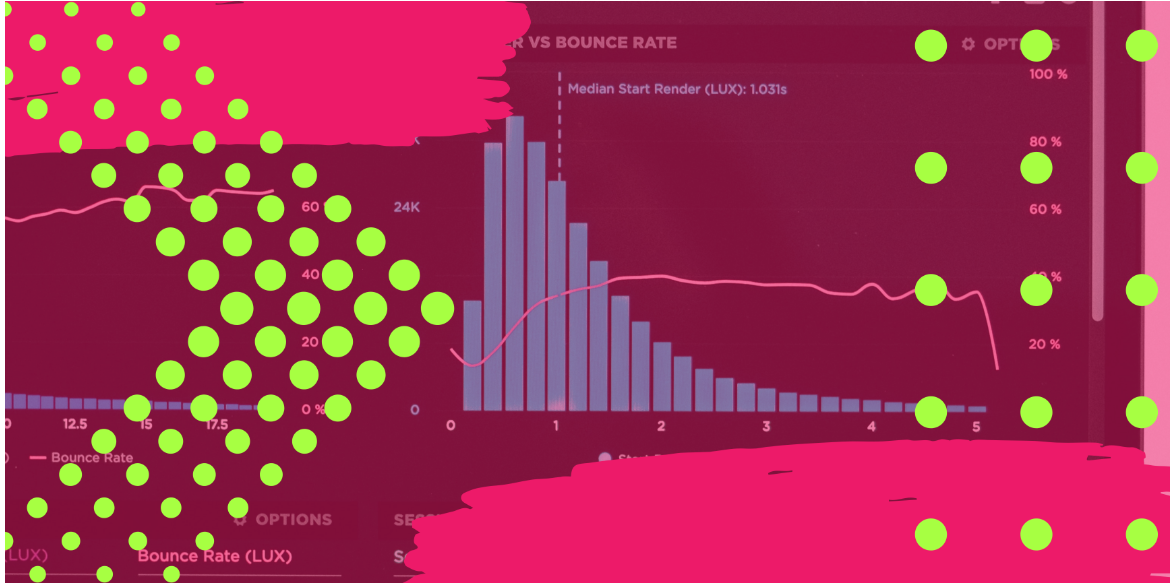 R VS BOUNCE RATE
Median Start Render (LUX): 1.031s
100 %
80 %
60 %
20 %
60
40
20
0 %
24K
0
12.5
15
17.5
0
1
2
3
4
5
Bounce Rate
OPTIONS
(LUX)
Bounce Rate (LUX)